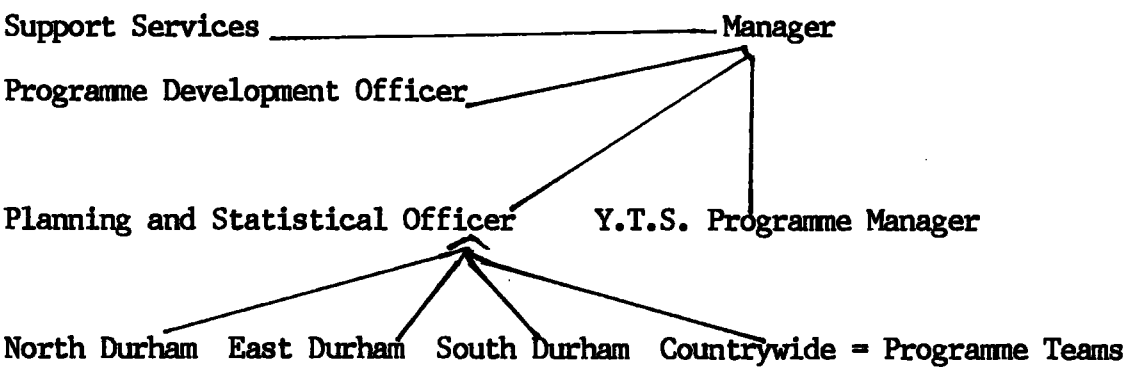 Support Services Manager
Programme Development Officer
Planning and Statistical Officer Y.T.S. Programme Manager
North Durham East Durham South Durham Countrywide = Programme Teams